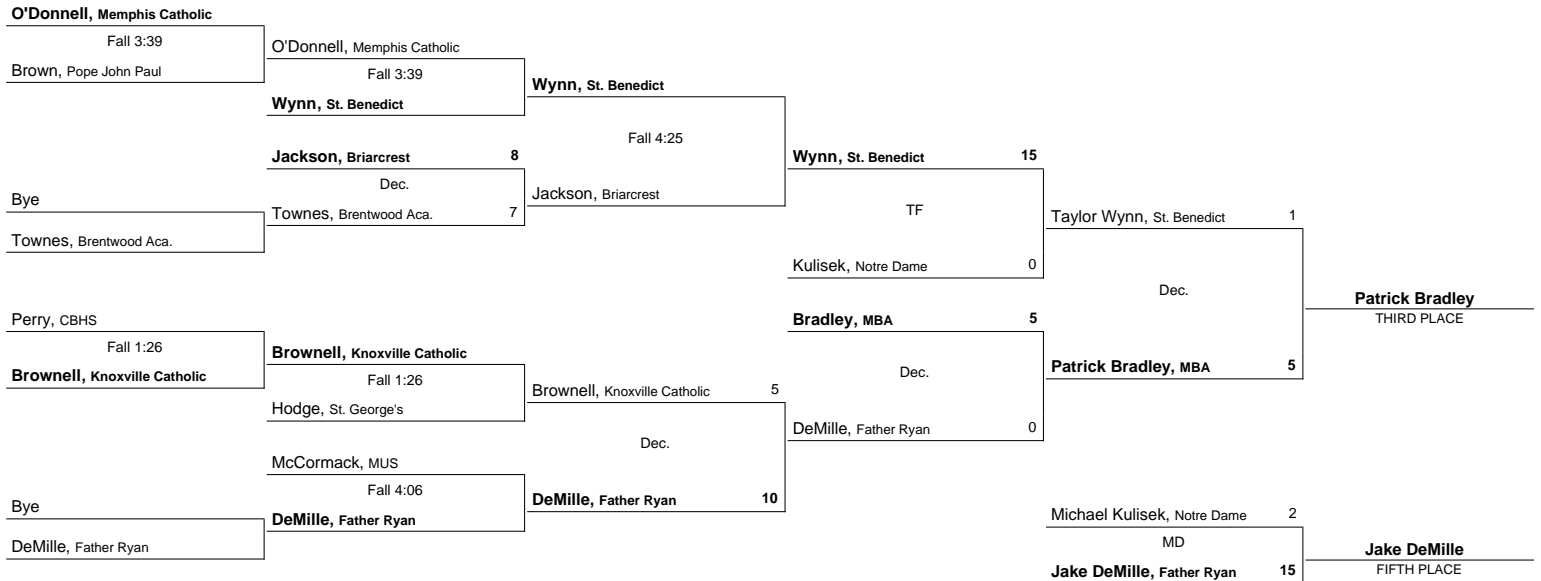 O'Donnell, Memphis Catholic
Fall 3:39
Brown, Pope John Paul
Bye
Townes, Brentwood Aca.
Perry, CBHS
Fall 1:26
Brownell, Knoxville Catholic
Bye
DeMille, Father Ryan
O'Donnell, Memphis Catholic
Fall 3:39
Wynn, St. Benedict
Jackson, Briarcrest 8
Dec.
Townes, Brentwood Aca. 7
Brownell, Knoxville Catholic
Fall 1:26
Hodge, St. George's
McCormack, MUS
Fall 4:06
DeMille, Father Ryan
Wynn, St. Benedict
Fall 4:25
Jackson, Briarcrest
Brownell, Knoxville Catholic 5
Dec.
DeMille, Father Ryan 10
Wynn, St. Benedict 15
TF
Kulisek, Notre Dame 0
Bradley, MBA 5
Dec.
DeMille, Father Ryan 0
Taylor Wynn, St. Benedict 1
Dec.
Patrick Bradley, MBA 5
Patrick Bradley
THIRD PLACE
Michael Kulisek, Notre Dame 2
MD
Jake DeMille, Father Ryan 15
Jake DeMille
FIFTH PLACE